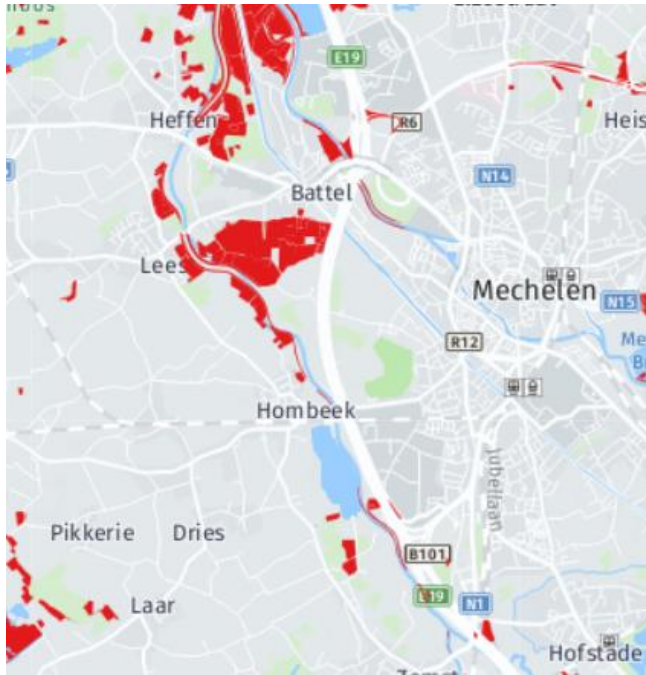 E19
Heffen
R6
Heis
N14
Battel
Lees
Mechelen
N15
Me
R12
B
Hombeek
Jubellaan
Pikkerie
Dries
B101
E19
Laar
N1
Hofstade